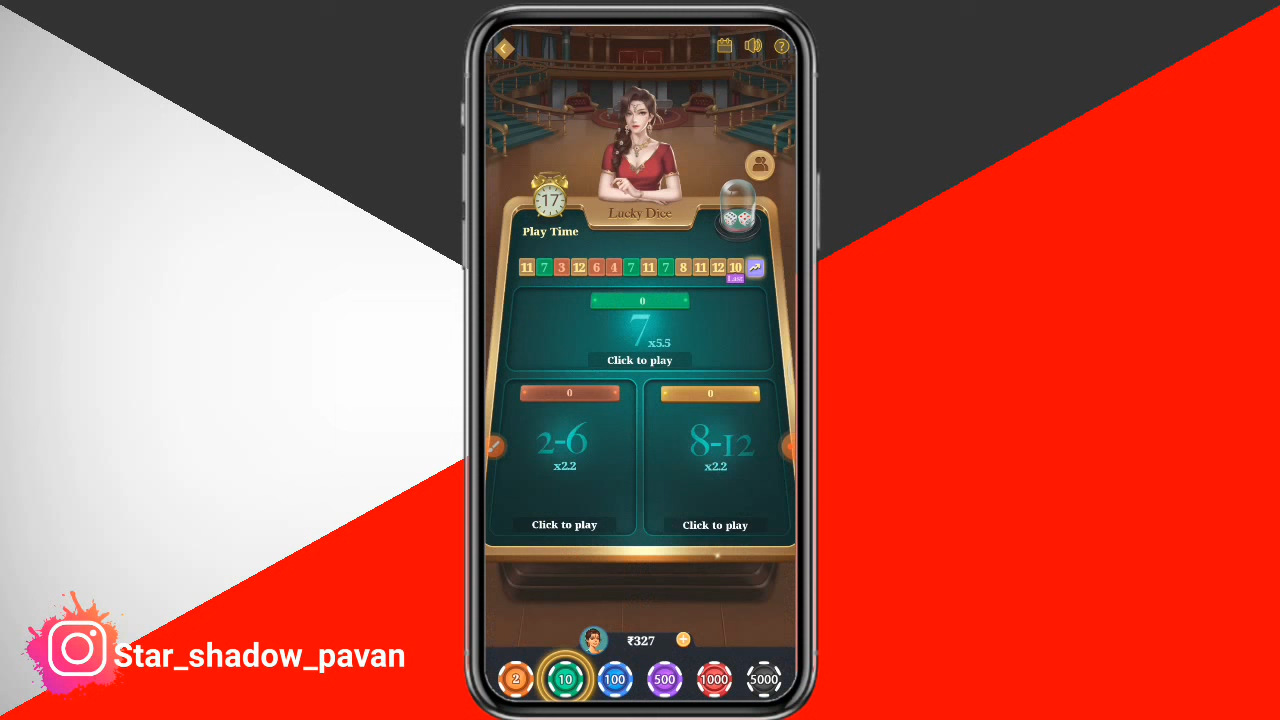 17
Lucky Dice
Play Time
11 7 3 12 6 4 7 11 7 8 11 12 10
Last
0
7 x5.5
Click to play
0 0
2-6 8-12
x2.2 x2.2
Click to play Click to play
₹327 +
2 10 100 500 1000 5000
Star_shadow_pavan
?